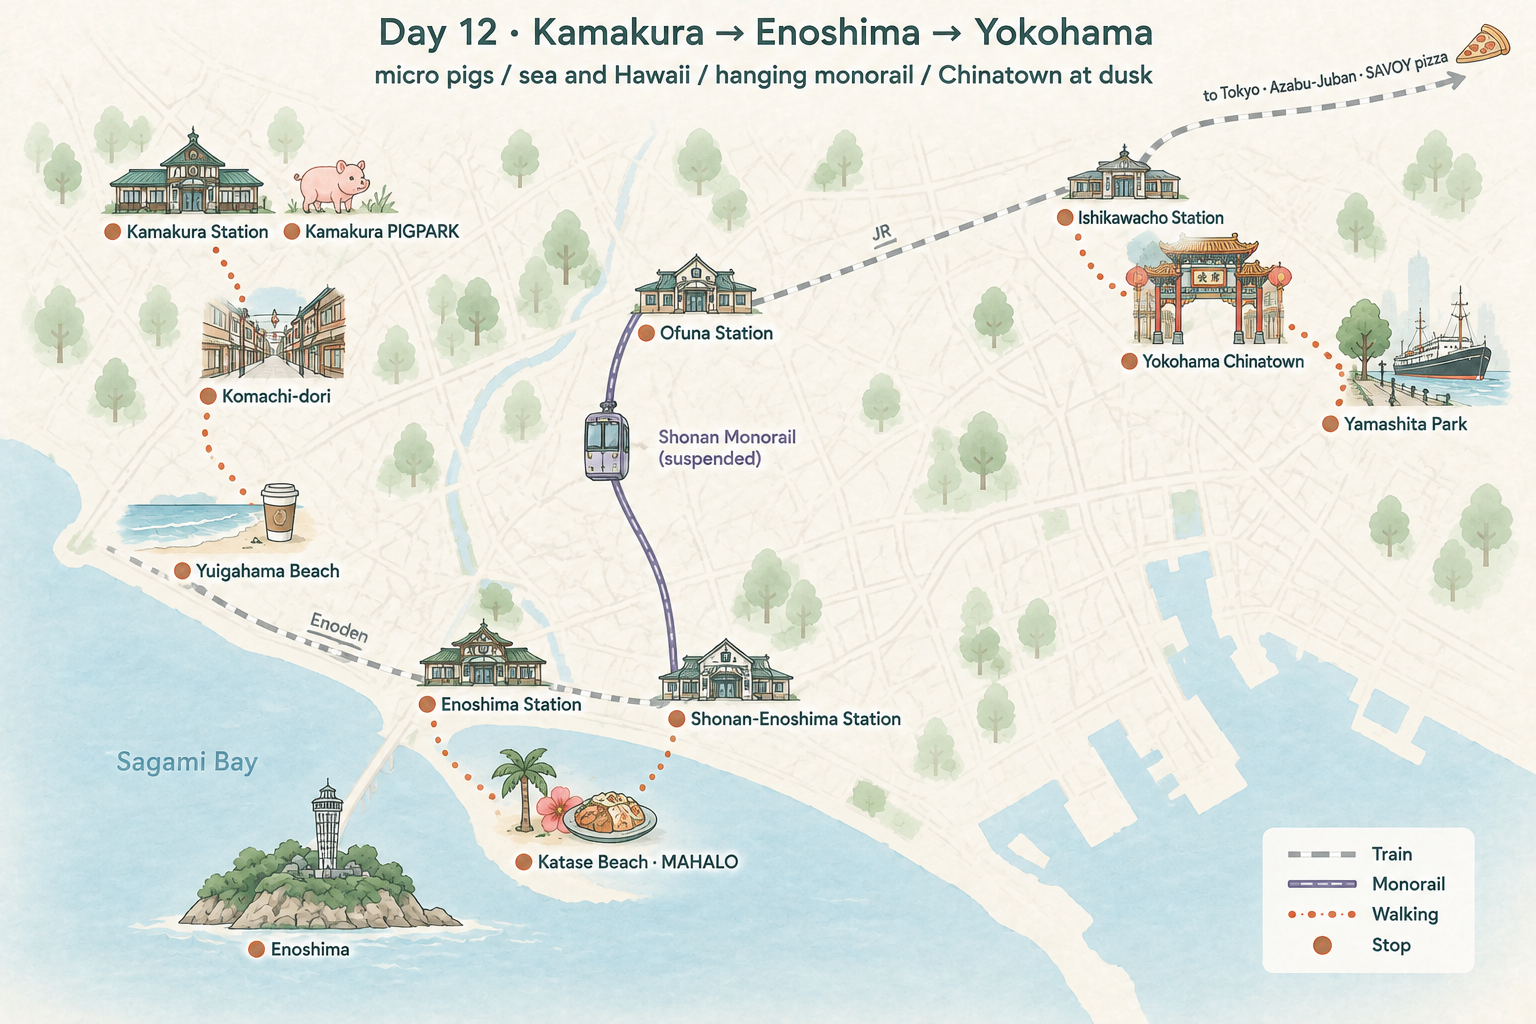 Day 12 · Kamakura → Enoshima → Yokohama
micro pigs / sea and Hawaii / hanging monorail / Chinatown at dusk
to Tokyo · Azabu-Juban · SAVOY pizza
Kamakura Station
Kamakura PIGPARK
Ishikawacho Station
JR
Ofuna Station
Yokohama Chinatown
Komachi-dori
Yamashita Park
Shonan Monorail
(suspended)
Yuigahama Beach
Enoden
Enoshima Station
Shonan-Enoshima Station
Sagami Bay
Katase Beach · MAHALO
Enoshima
Train
Monorail
Walking
Stop